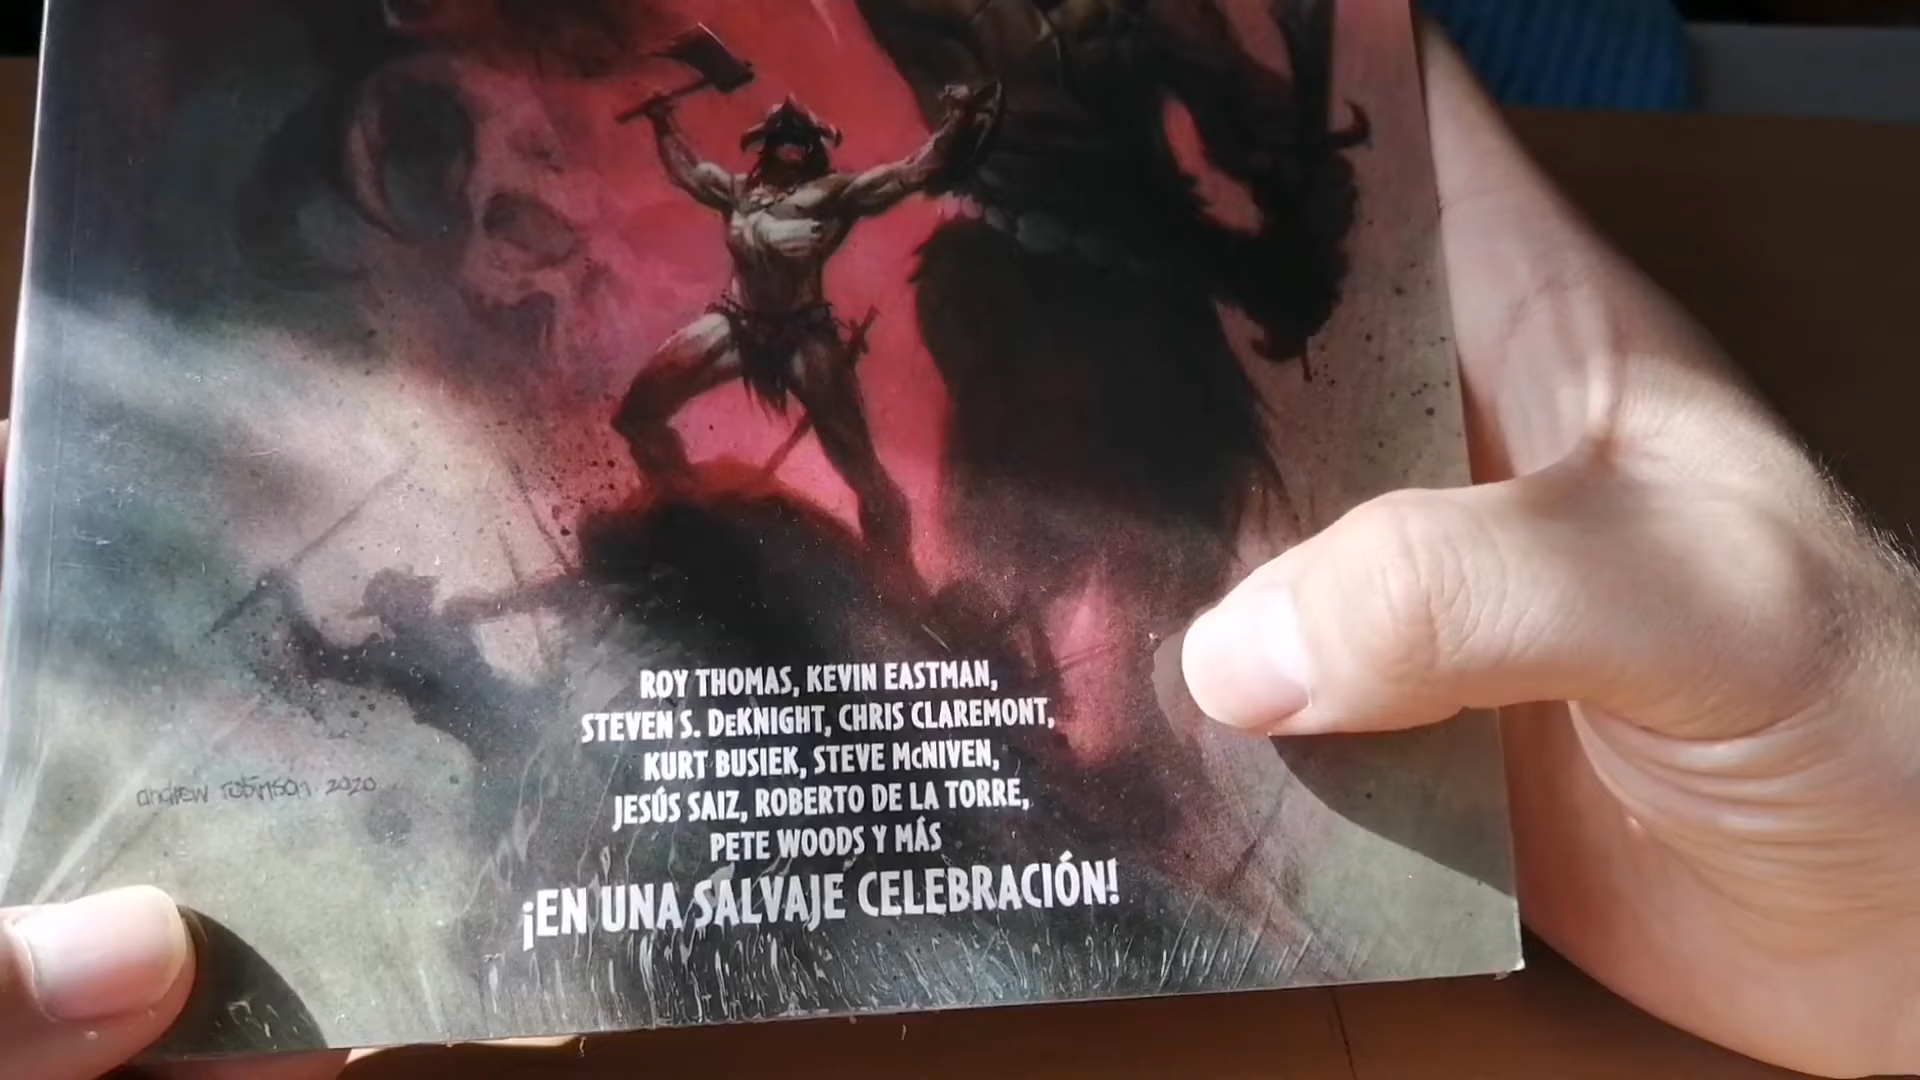 ROY THOMAS, KEVIN EASTMAN,
STEVEN S. DeKNIGHT, CHRIS CLAREMONT,
KURT BUSIEK, STEVE McNIVEN,
JESÚS SAIZ, ROBERTO DE LA TORRE,
PETE WOODS Y MÁS
¡EN UNA SALVAJE CELEBRACIÓN!
andrew robinson. 2020